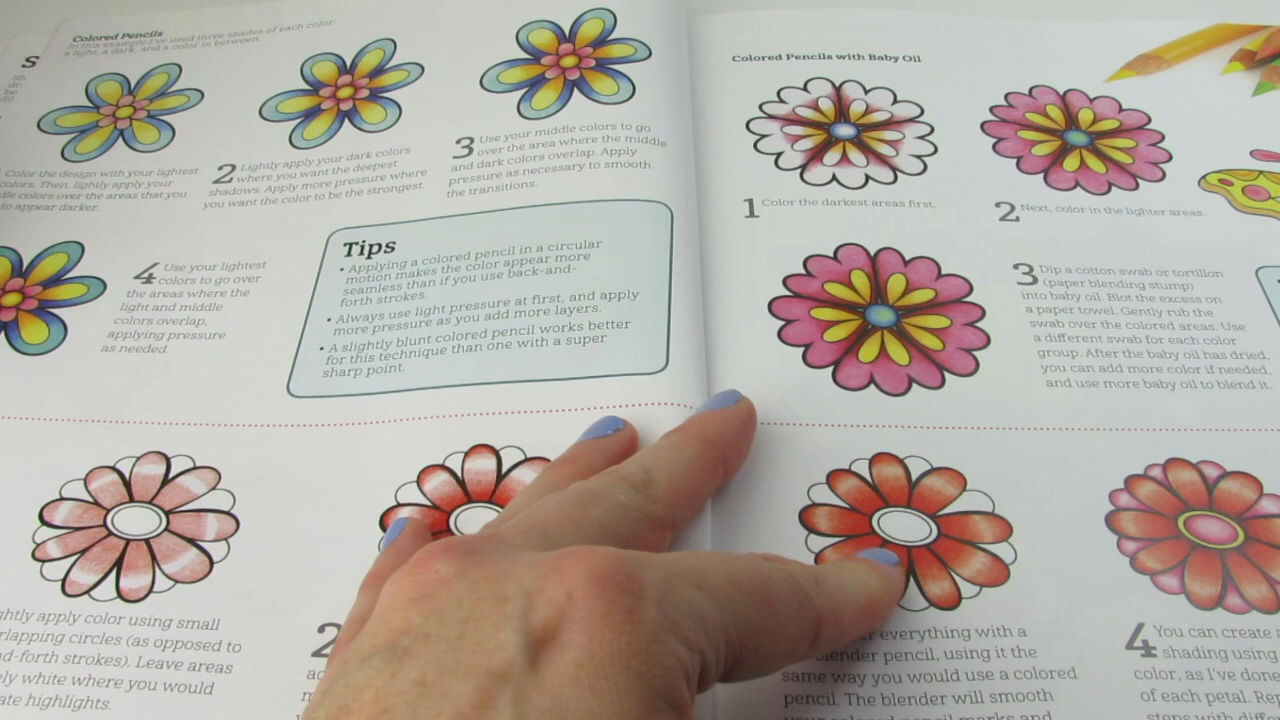 S
Colored Pencils
In this example I've used three shades of each color:
a light, a dark, and a color in between.
Color the design with your lightest
colors. Then, lightly apply your
colors over the areas that you
to appear darker.
2 Lightly apply your dark colors
where you want the deepest
shadows. Apply more pressure where
you want the color to be the strongest.
3 Use your middle colors to go
over the area where the middle
and dark colors overlap. Apply
pressure as necessary to smooth
the transitions.
4 Use your lightest
colors to go over
the areas where the
light and middle
colors overlap,
applying pressure
as needed.
Tips
• Applying a colored pencil in a circular
motion makes the color appear more
seamless than if you use back-and-
forth strokes.
• Always use light pressure at first, and apply
more pressure as you add more layers.
• A slightly blunt colored pencil works better
for this technique than one with a super
sharp point.
apply color using small
circles (as opposed to
strokes). Leave areas
white where you would
highlights.
2
Colored Pencils with Baby Oil
1 Color the darkest areas first.
2 Next, color in the lighter areas.
3 Dip a cotton swab or tortillon
(paper blending stump)
into baby oil. Blot the excess on
a paper towel. Gently rub the
swab over the colored areas. Use
a different swab for each color
group. After the baby oil has dried,
you can add more color if needed,
and use more baby oil to blend it.
everything with a
blender pencil, using it the
same way you would use a colored
pencil. The blender will smooth
your colored pencil marks and
4 You can create
shading using
color, as I've done
of each petal.
steps with